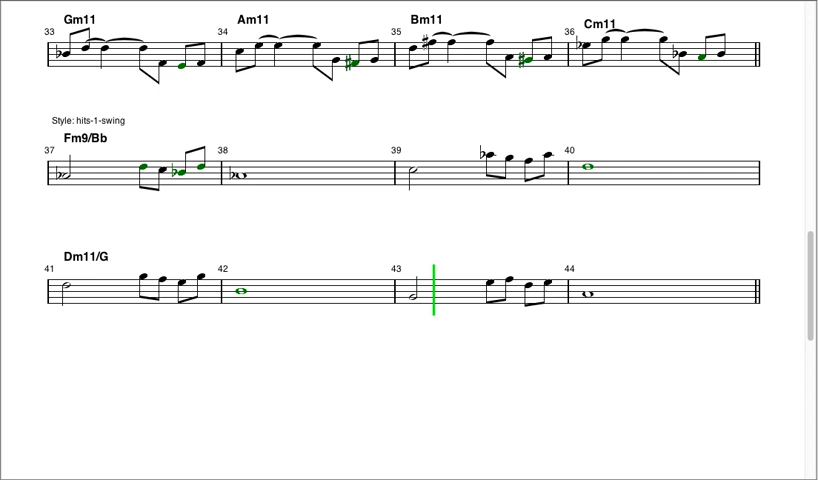 Gm11 Am11 Bm11 Cm11
33 34 35 36
Style: hits-1-swing
Fm9/Bb
37 38 39 40
Dm11/G
41 42 43 44